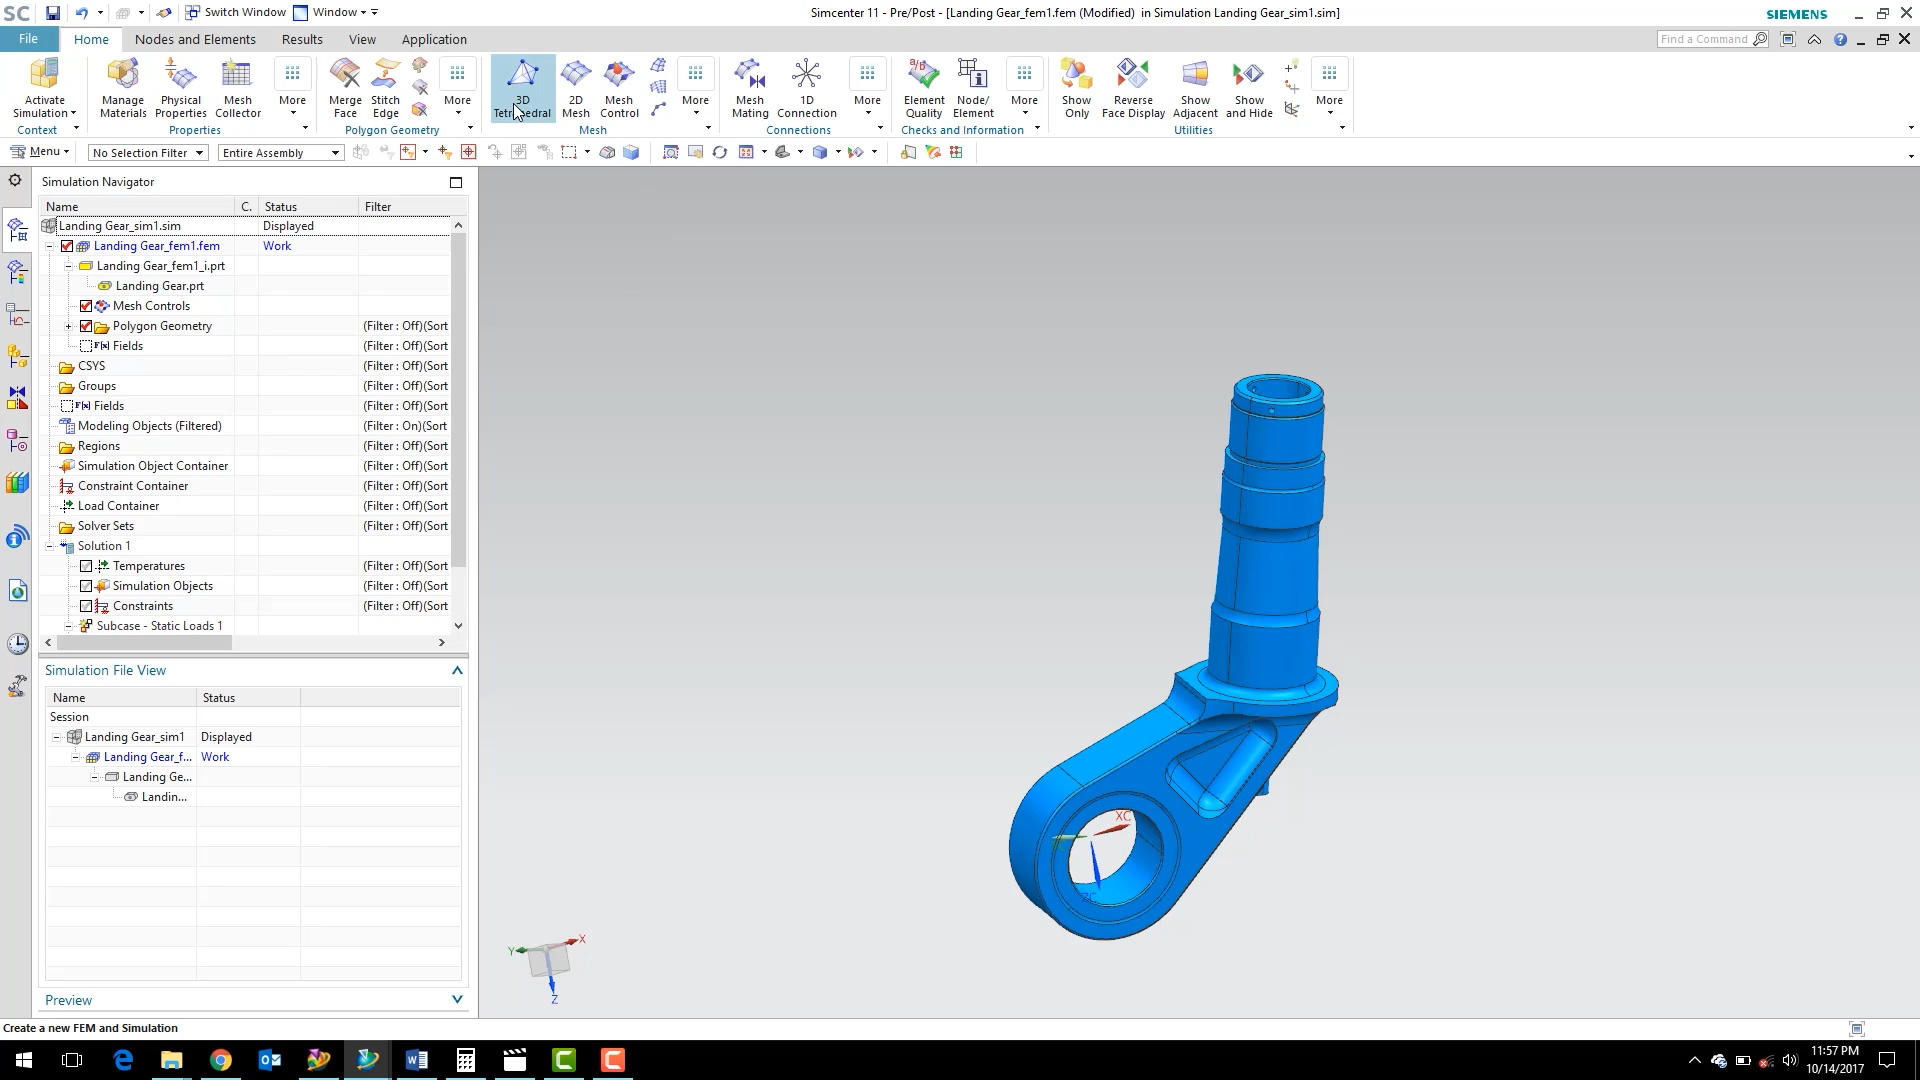 SC Switch Window Window Simcenter 11 - Pre/Post - [Landing Gear_fem1.fem (Modified) in Simulation Landing Gear_sim1.sim] SIEMENS
File Home Nodes and Elements Results View Application Find a Command
Activate Simulation Manage Materials Physical Properties Mesh Collector More Merge Face Stitch Edge More 3D Tetrahedral 2D Mesh Mesh Control More Mesh Mating 1D Connection More Element Quality Node/ Element More Show Only Reverse Face Display Show Adjacent Show and Hide More
Context Properties Polygon Geometry Mesh Connections Checks and Information Utilities
Menu No Selection Filter Entire Assembly
Simulation Navigator
Name C. Status Filter
Landing Gear_sim1.sim Displayed
Landing Gear_fem1.fem Work
Landing Gear_fem1_i.prt
Landing Gear.prt
Mesh Controls
Polygon Geometry (Filter : Off)(Sort
Fields (Filter : Off)(Sort
CSYS (Filter : Off)(Sort
Groups (Filter : Off)(Sort
Fields (Filter : Off)(Sort
Modeling Objects (Filtered) (Filter : On)(Sort
Regions (Filter : Off)(Sort
Simulation Object Container (Filter : Off)(Sort
Constraint Container (Filter : Off)(Sort
Load Container (Filter : Off)(Sort
Solver Sets (Filter : Off)(Sort
Solution 1
Temperatures (Filter : Off)(Sort
Simulation Objects (Filter : Off)(Sort
Constraints (Filter : Off)(Sort
Subcase - Static Loads 1
Simulation File View
Name Status
Session
Landing Gear_sim1 Displayed
Landing Gear_f... Work
Landing Ge...
Landin...
XC
ZC
Y X
Z
Preview
Create a new FEM and Simulation
11:57 PM
10/14/2017